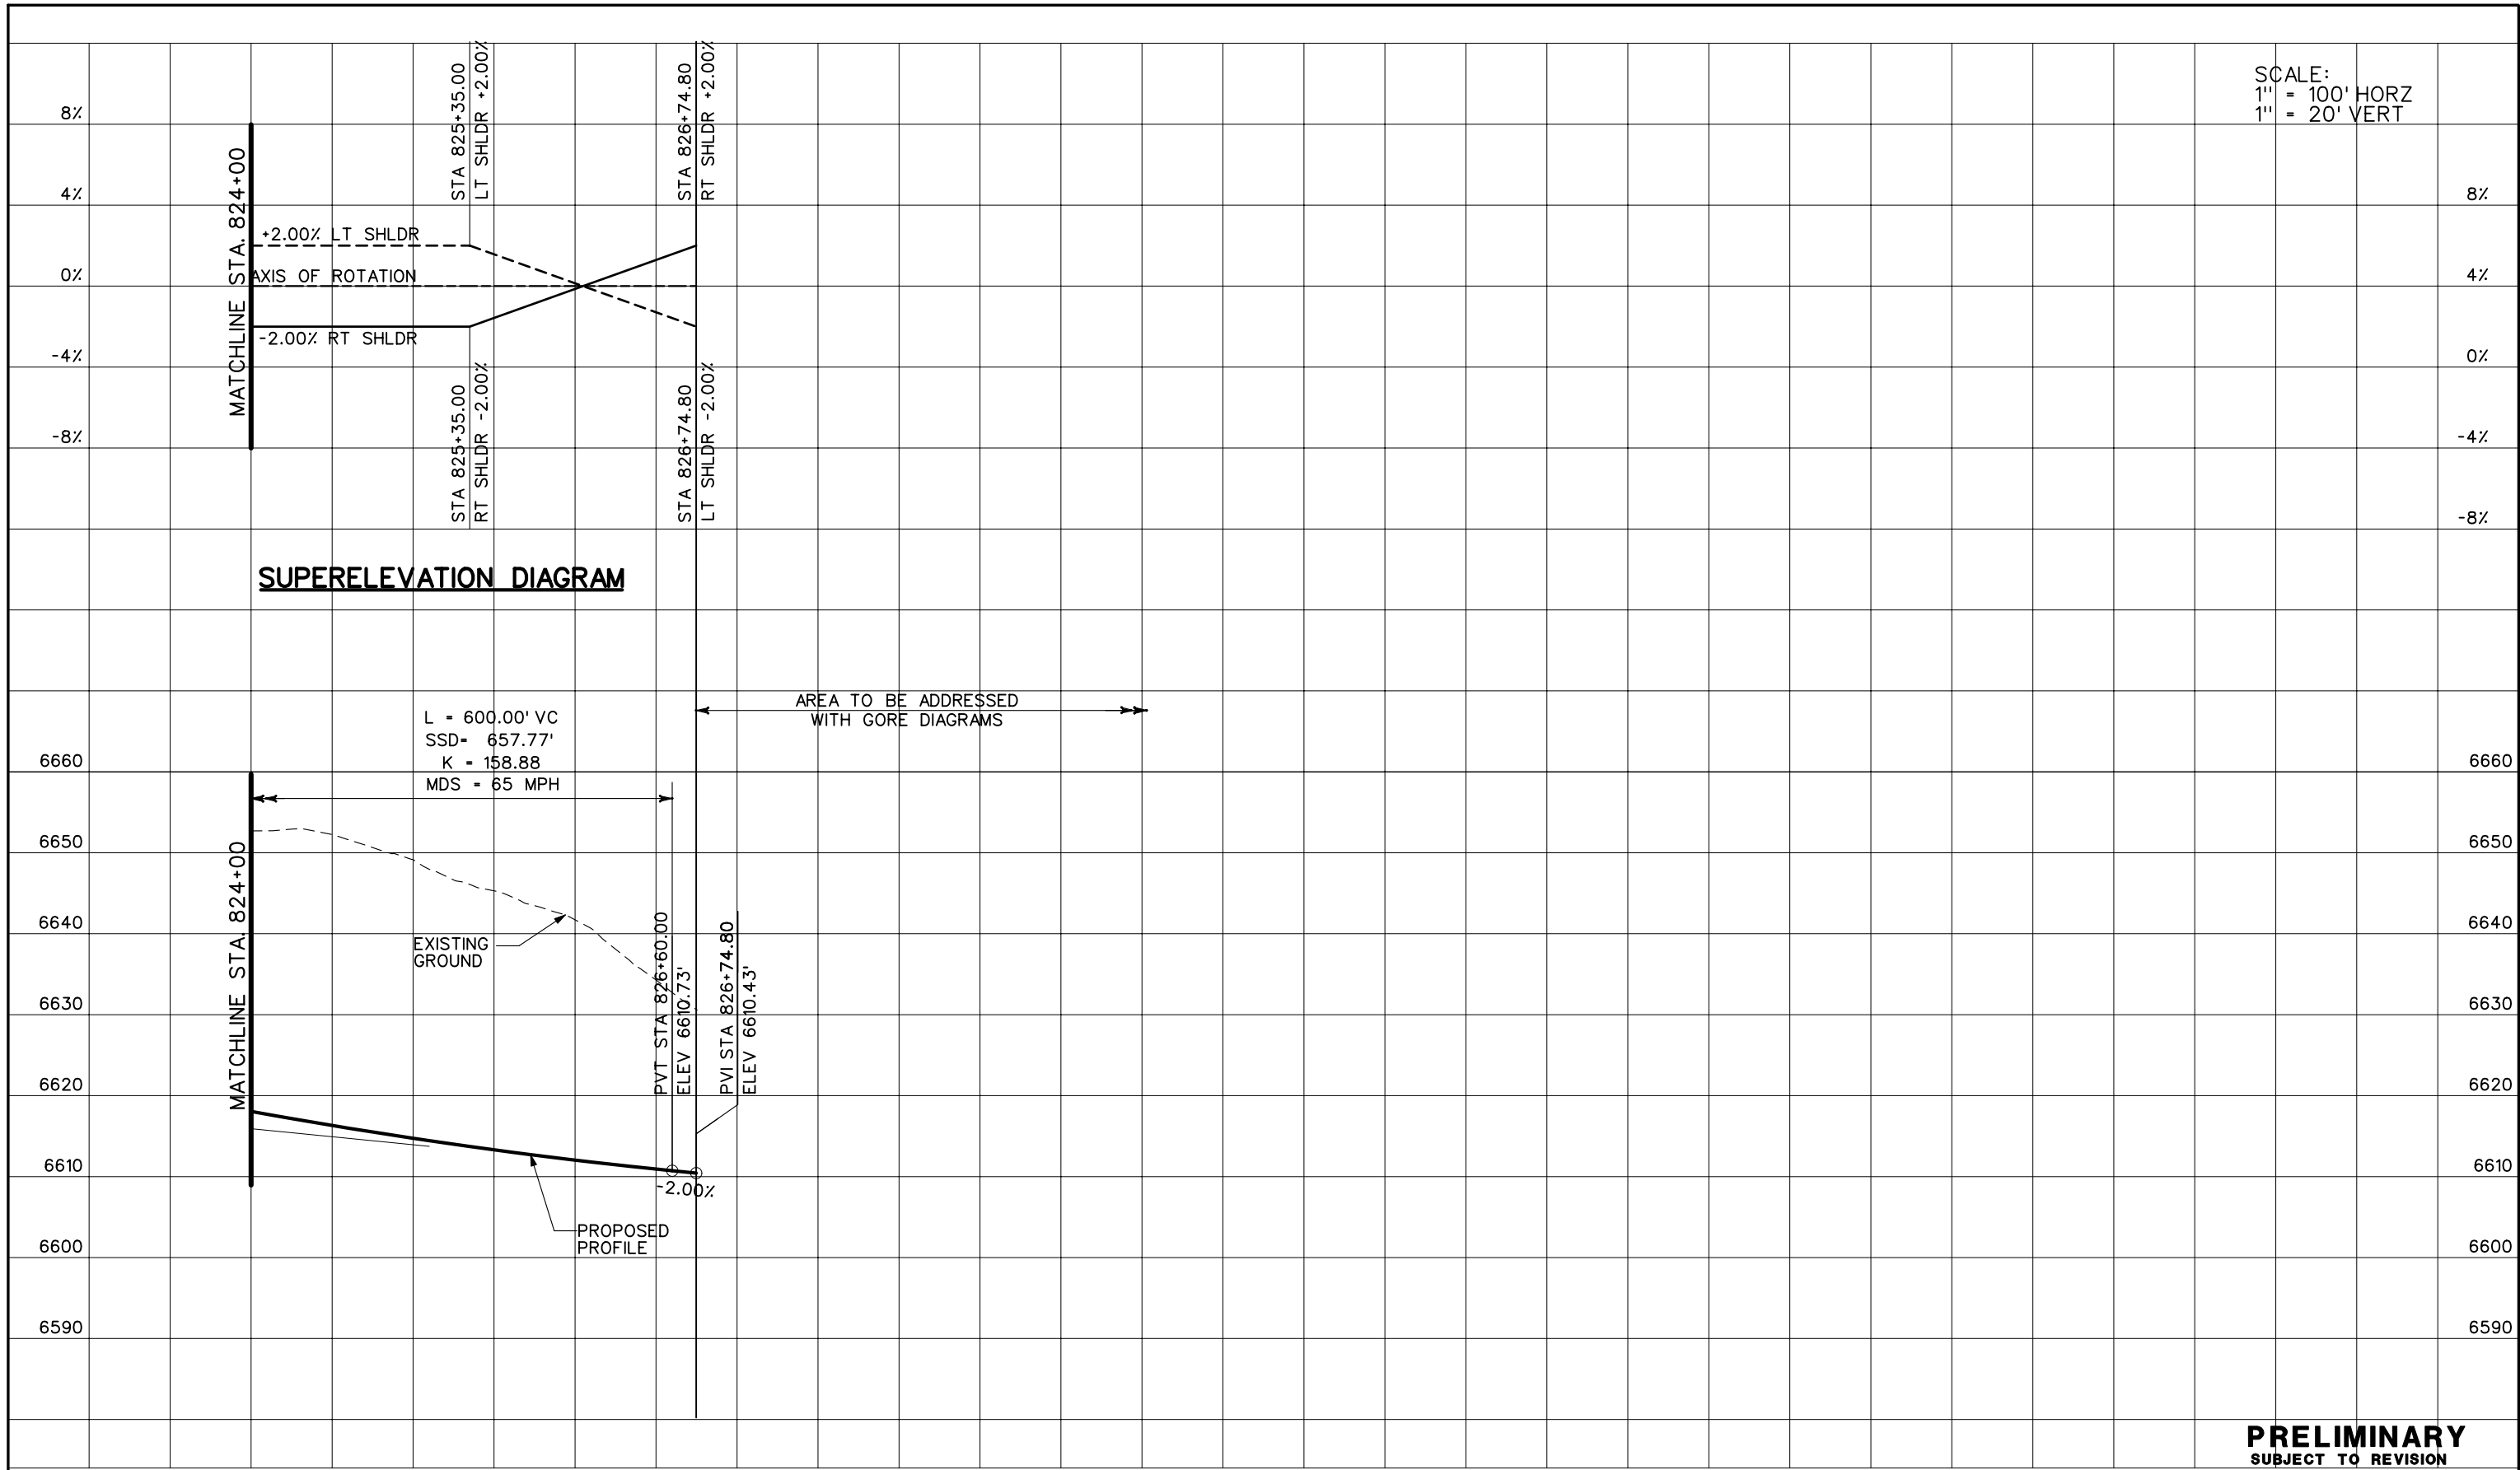 SCALE:
1" = 100' HORZ
1" = 20' VERT
8%
4%
0%
-4%
-8%
8%
4%
0%
-4%
-8%
MATCHLINE STA. 824+00
STA 825+35.00
LT SHLDR +2.00%
STA 826+74.80
RT SHLDR +2.00%
+2.00% LT SHLDR
AXIS OF ROTATION
-2.00% RT SHLDR
STA 825+35.00
RT SHLDR -2.00%
STA 826+74.80
LT SHLDR -2.00%
SUPERELEVATION DIAGRAM
AREA TO BE ADDRESSED
WITH GORE DIAGRAMS
L = 600.00' VC
SSD= 657.77'
K = 158.88
MDS = 65 MPH
6660
6650
6640
6630
6620
6610
6600
6590
6660
6650
6640
6630
6620
6610
6600
6590
MATCHLINE STA. 824+00
EXISTING
GROUND
PVT STA 826+60.00
ELEV 6610.73'
PVI STA 826+74.80
ELEV 6610.43'
-2.00%
PROPOSED
PROFILE
PRELIMINARY
SUBJECT TO REVISION